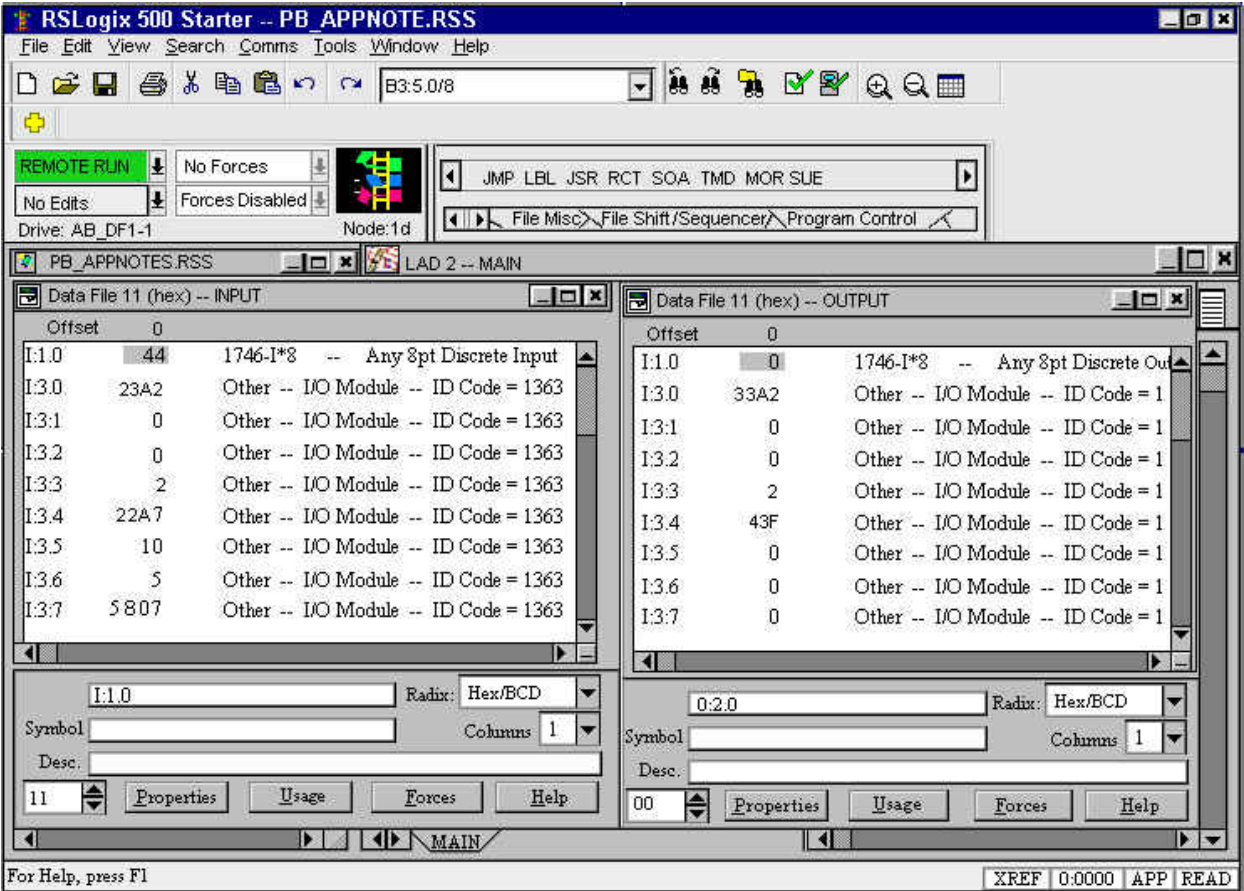 RSLogix 500 Starter -- PB_APPNOTE.RSS
File Edit View Search Comms Tools Window Help
B3:5.0/8
REMOTE RUN
No Forces
No Edits
Forces Disabled
Drive: AB_DF1-1
Node:1d
JMP LBL JSR RCT SOA TMD MOR SUE
File Misc File Shift/Sequencer Program Control
PB_APPNOTES.RSS
LAD 2 -- MAIN
Data File 11 (hex) -- INPUT
Offset 0
I:1.0 44 1746-I*8 -- Any 8pt Discrete Input
I:3.0 23A2 Other -- I/O Module -- ID Code = 1363
I:3:1 0 Other -- I/O Module -- ID Code = 1363
I:3.2 0 Other -- I/O Module -- ID Code = 1363
I:3:3 2 Other -- I/O Module -- ID Code = 1363
I:3.4 22A7 Other -- I/O Module -- ID Code = 1363
I:3.5 10 Other -- I/O Module -- ID Code = 1363
I:3.6 5 Other -- I/O Module -- ID Code = 1363
I:3:7 5807 Other -- I/O Module -- ID Code = 1363
I:1.0
Radix: Hex/BCD
Symbol
Columns 1
Desc.
11
Properties Usage Forces Help
Data File 11 (hex) -- OUTPUT
Offset 0
I:1.0 0 1746-I*8 -- Any 8pt Discrete Out
I:3.0 33A2 Other -- I/O Module -- ID Code = 1
I:3:1 0 Other -- I/O Module -- ID Code = 1
I:3.2 0 Other -- I/O Module -- ID Code = 1
I:3:3 2 Other -- I/O Module -- ID Code = 1
I:3.4 43F Other -- I/O Module -- ID Code = 1
I:3.5 0 Other -- I/O Module -- ID Code = 1
I:3.6 0 Other -- I/O Module -- ID Code = 1
I:3:7 0 Other -- I/O Module -- ID Code = 1
0:2.0
Radix: Hex/BCD
Symbol
Columns 1
Desc.
00
Properties Usage Forces Help
MAIN
For Help, press F1
XREF 0:0000 APP READ